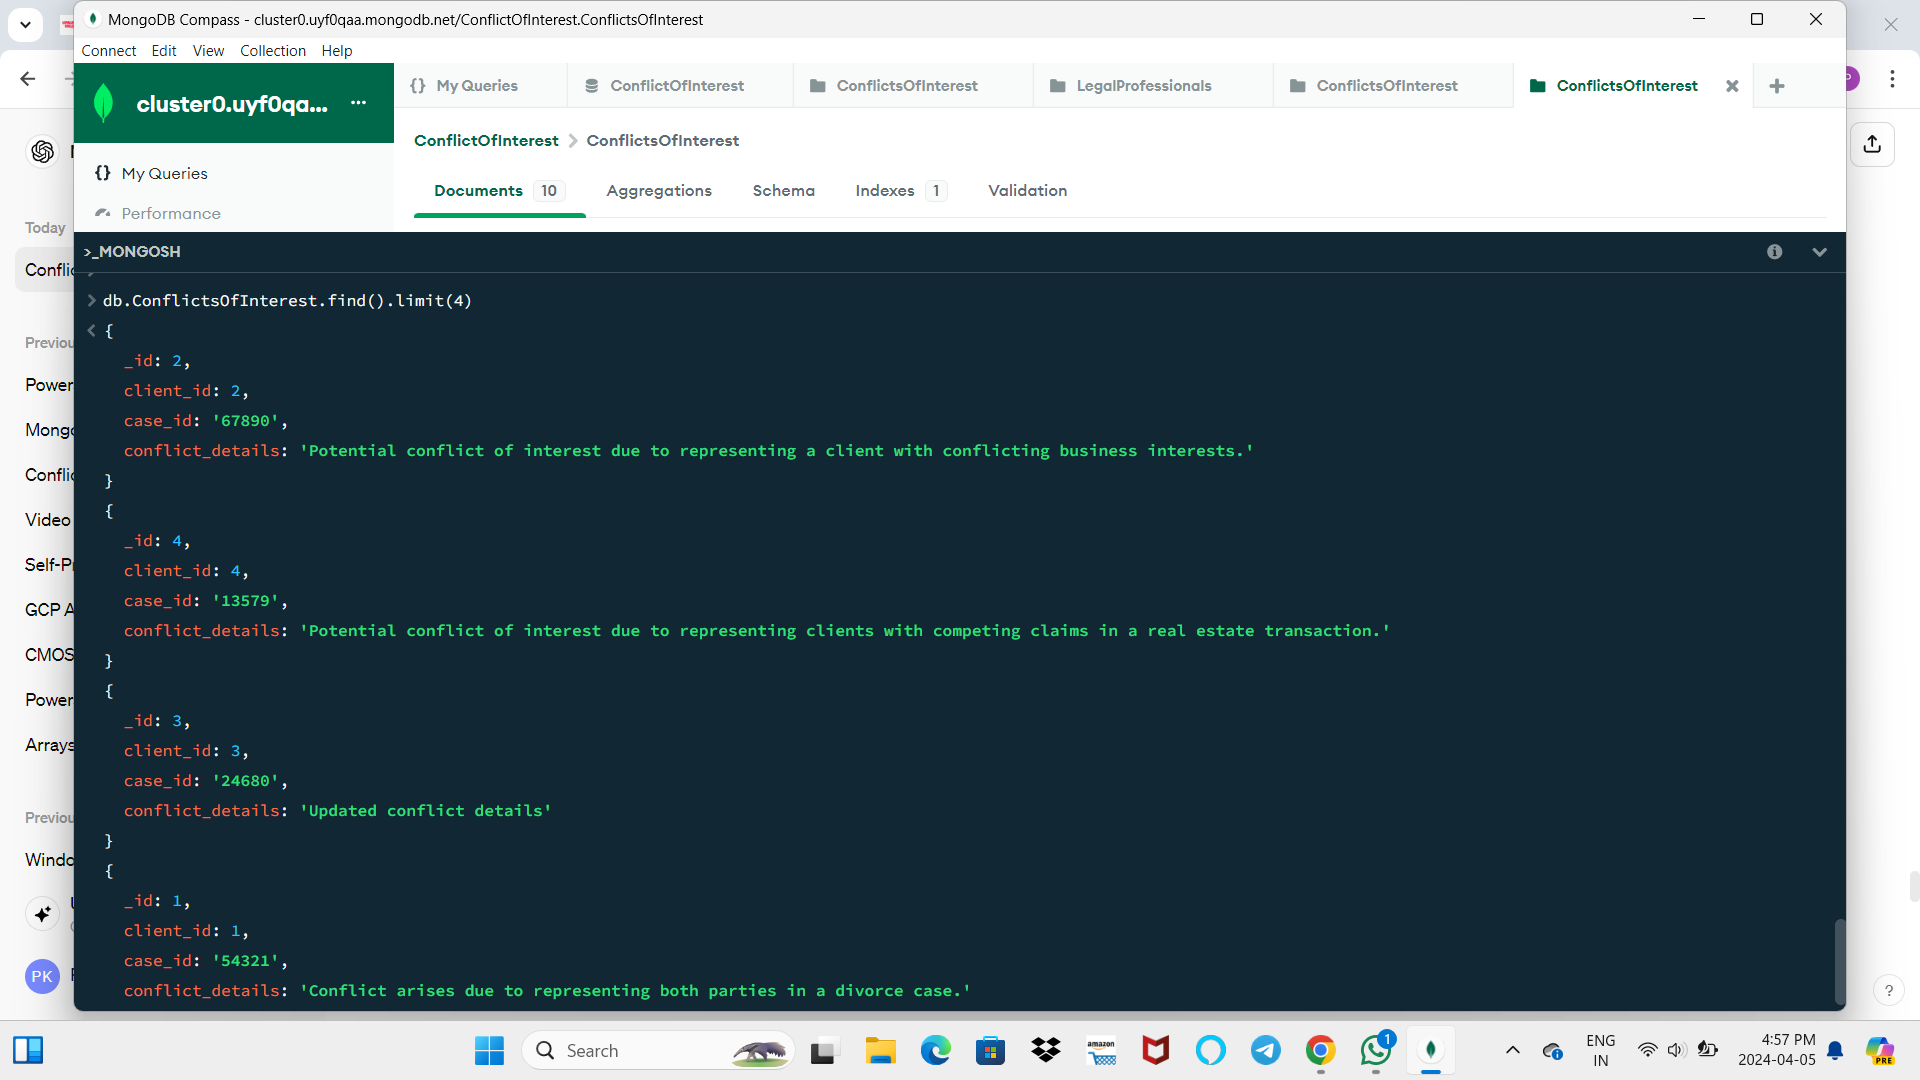 MongoDB Compass - cluster0.uyf0qaa.mongodb.net/ConflictOfInterest.ConflictsOfInterest
Connect Edit View Collection Help
cluster0.uyf0qa... ...
{} My Queries ConflictOfInterest ConflictsOfInterest LegalProfessionals ConflictsOfInterest ConflictsOfInterest
ConflictOfInterest > ConflictsOfInterest
{} My Queries
Performance
Documents 10 Aggregations Schema Indexes 1 Validation
>_MONGOSH
> db.ConflictsOfInterest.find().limit(4)
< {
_id: 2,
client_id: 2,
case_id: '67890',
conflict_details: 'Potential conflict of interest due to representing a client with conflicting business interests.'
}
{
_id: 4,
client_id: 4,
case_id: '13579',
conflict_details: 'Potential conflict of interest due to representing clients with competing claims in a real estate transaction.'
}
{
_id: 3,
client_id: 3,
case_id: '24680',
conflict_details: 'Updated conflict details'
}
{
_id: 1,
client_id: 1,
case_id: '54321',
conflict_details: 'Conflict arises due to representing both parties in a divorce case.'
Today
Conflic
Previou
Power
Mongo
Conflic
Video
Self-Pr
GCP A
CMOS
Power
Arrays
Previou
Windo
PK
P
?
Search
amazon
1
ENG
IN
4:57 PM
2024-04-05
PRE